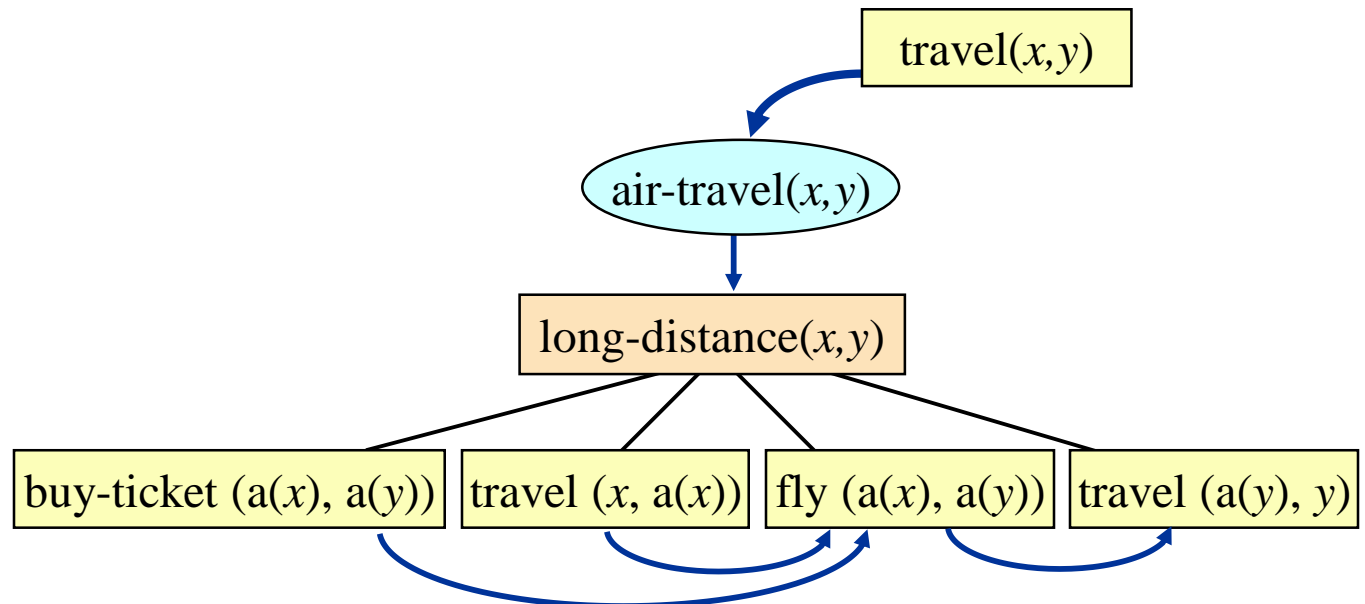 travel(x,y)
air-travel(x,y)
long-distance(x,y)
buy-ticket (a(x), a(y))
travel (x, a(x))
fly (a(x), a(y))
travel (a(y), y)